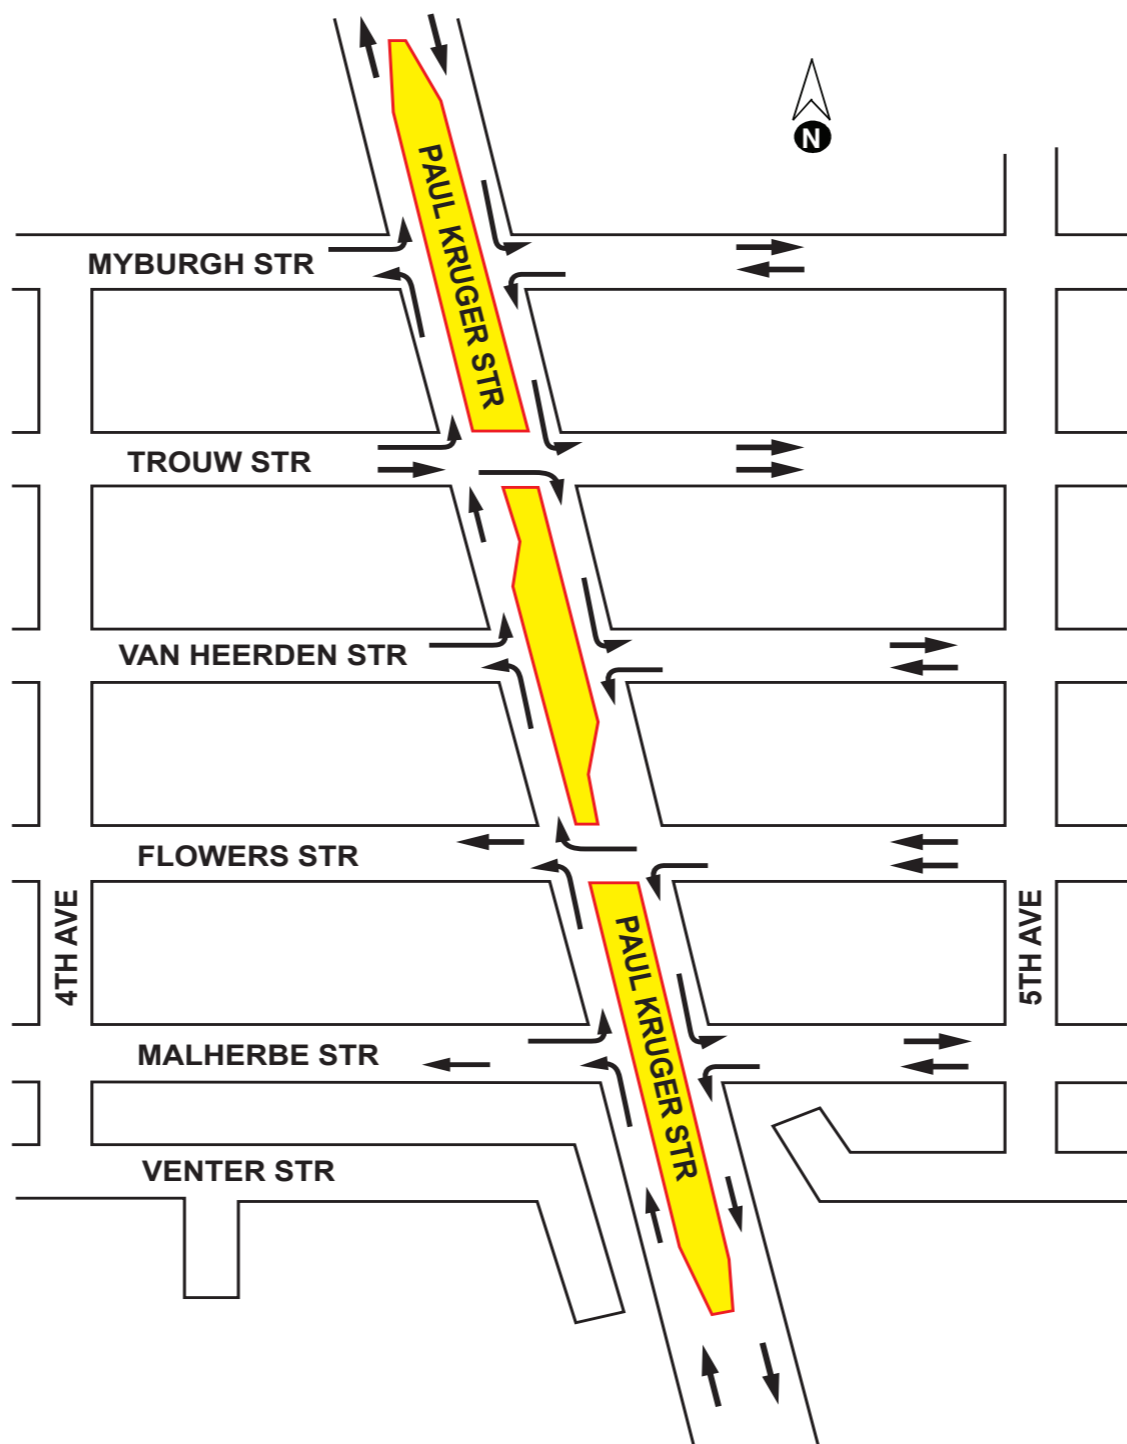 N
PAUL KRUGER STR
MYBURGH STR
TROUW STR
VAN HEERDEN STR
FLOWERS STR
4TH AVE
5TH AVE
PAUL KRUGER STR
MALHERBE STR
VENTER STR